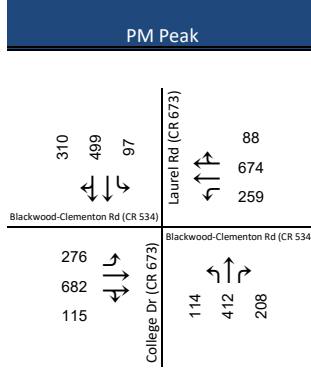 PM Peak
310 499 97
Laurel Rd (CR 673)
88
674
259
Blackwood-Clementon Rd (CR 534)
Blackwood-Clementon Rd (CR 534
276
682
115
College Dr (CR 673)
114 412 208